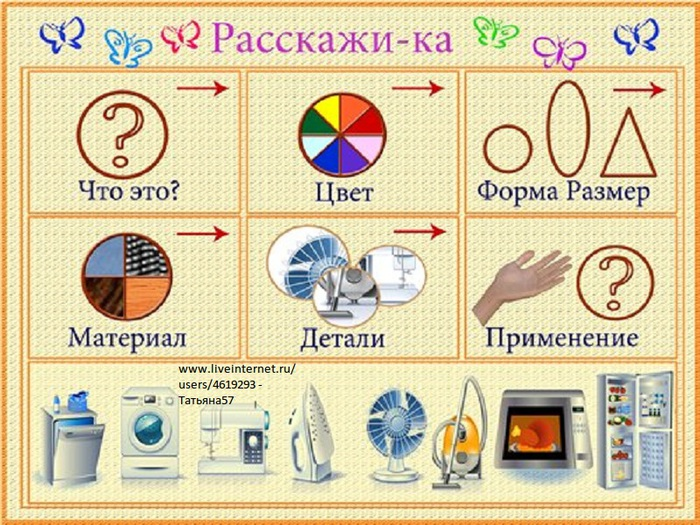 Расскажи-ка
Что это?
Цвет
Форма Размер
Материал
Детали
Применение
www.liveinternet.ru/
users/4619293 -
Татьяна57